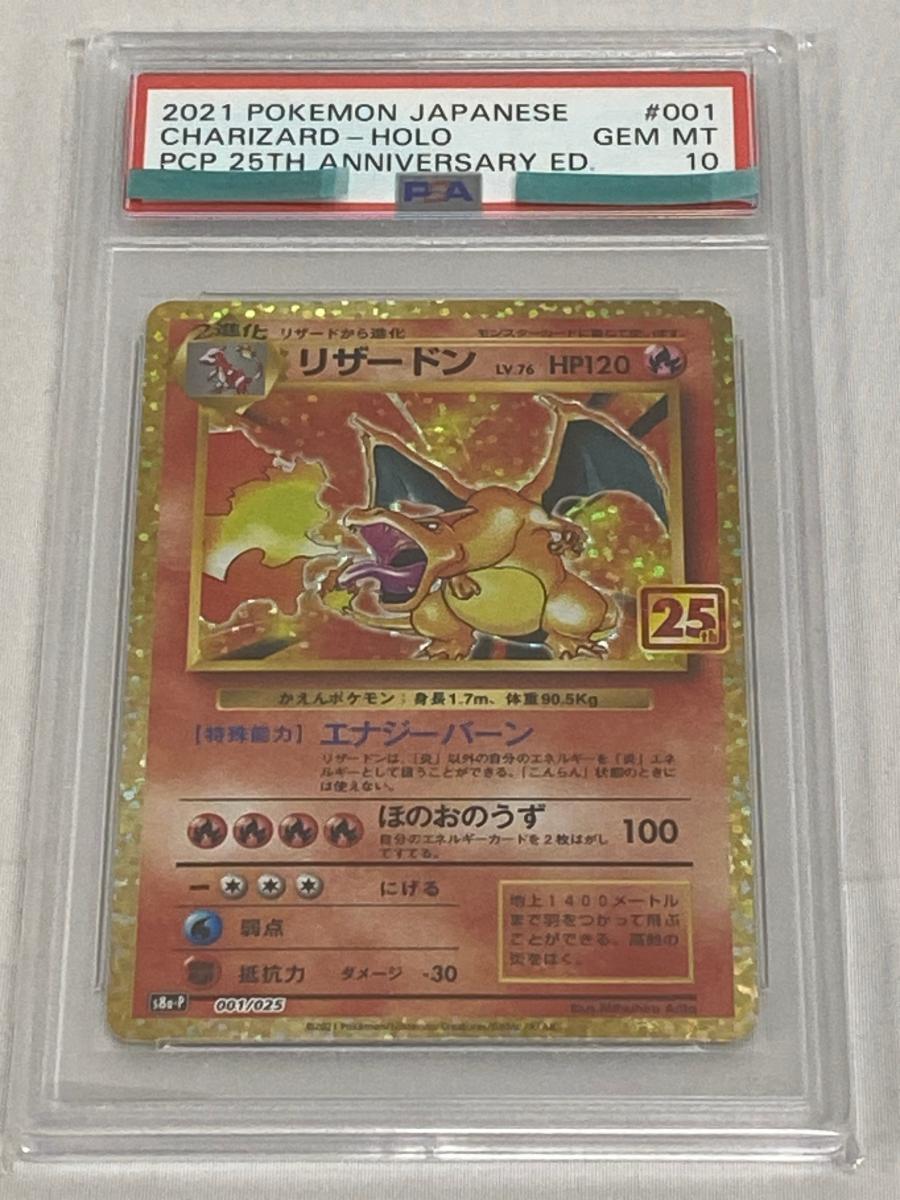 2021 POKEMON JAPANESE #001
CHARIZARD-HOLO GEM MT
PCP 25TH ANNIVERSARY ED. 10
PSA
2進化 リザードから進化
リザードン LV.76 HP120
25th
かえんポケモン:身長1.7m、体重90.5Kg
[特殊能力] エナジーバーン
リザードンは、「炎」以外の自分のエネルギーを「炎」エネ
ルギーとして扱うことができる。「こんらん」状態のときに
は使えない。
ほのおのうず 100
自分のエネルギーカードを2枚はがし
てすてる。
にげる
弱点
抵抗力 ダメージ -30
地上1400メートル
まで羽をつかって飛ぶ
ことができる。高熱の
炎をはく。
s8a-P 001/025
Illus. Mitsuhiro Arita